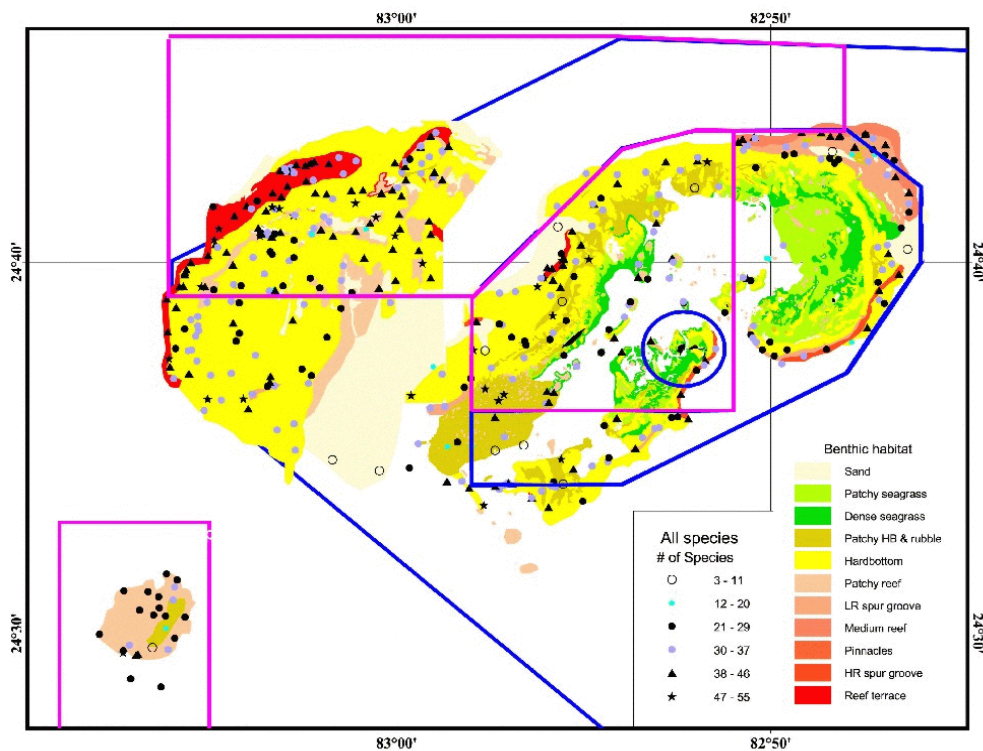 83°00' 82°50'
24°40' 24°40'
Benthic habitat
Sand
Patchy seagrass
Dense seagrass
Patchy HB & rubble
Hardbottom
Patchy reef
LR spur groove
Medium reef
Pinnacles
HR spur groove
Reef terrace
All species
# of Species
3 - 11
12 - 20
21 - 29
30 - 37
38 - 46
47 - 55
24°30' 24°30'
83°00' 82°50'